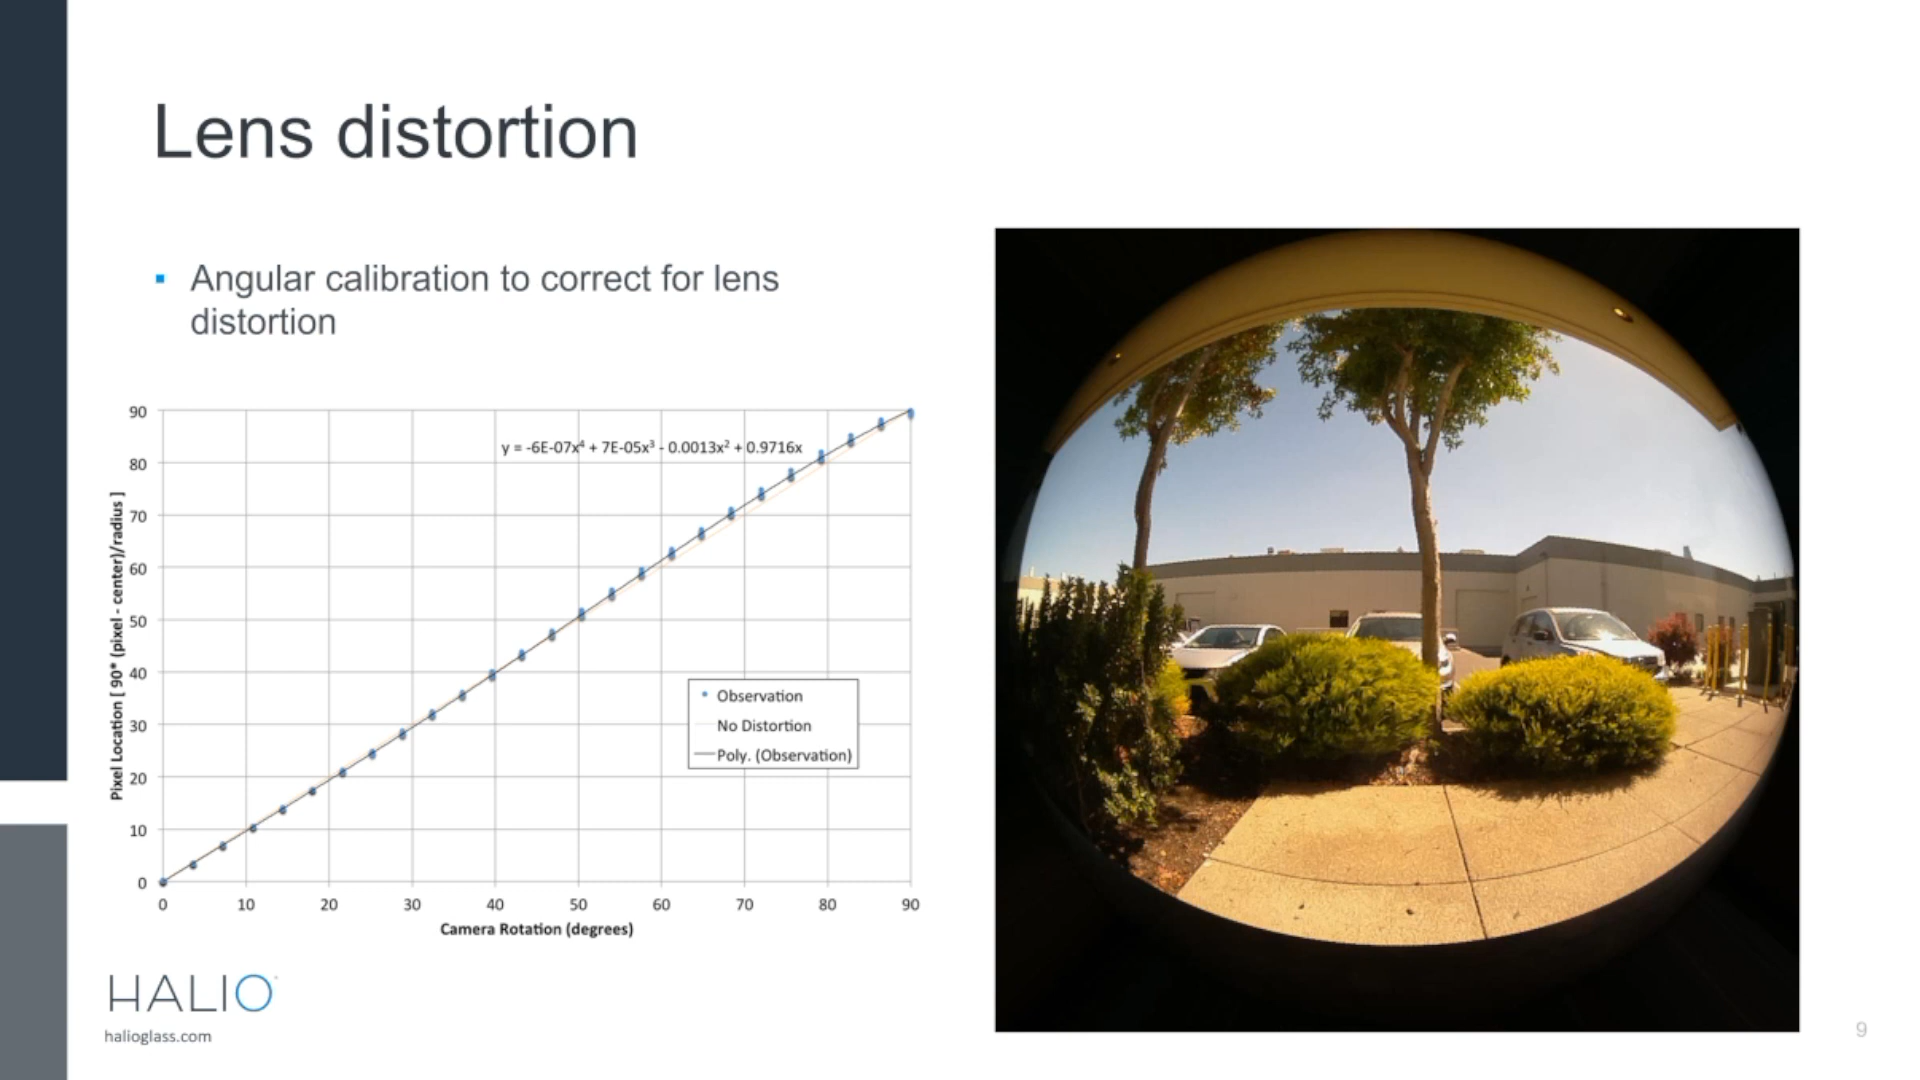 Lens distortion
▪ Angular calibration to correct for lens
distortion
y = -6E-07x⁴ + 7E-05x³ - 0.0013x² + 0.9716x
Pixel Location [ 90* (pixel - center)/radius ]
90
80
70
60
50
40
30
20
10
0
Observation
No Distortion
Poly. (Observation)
0 10 20 30 40 50 60 70 80 90
Camera Rotation (degrees)
HALIO
halioglass.com
9